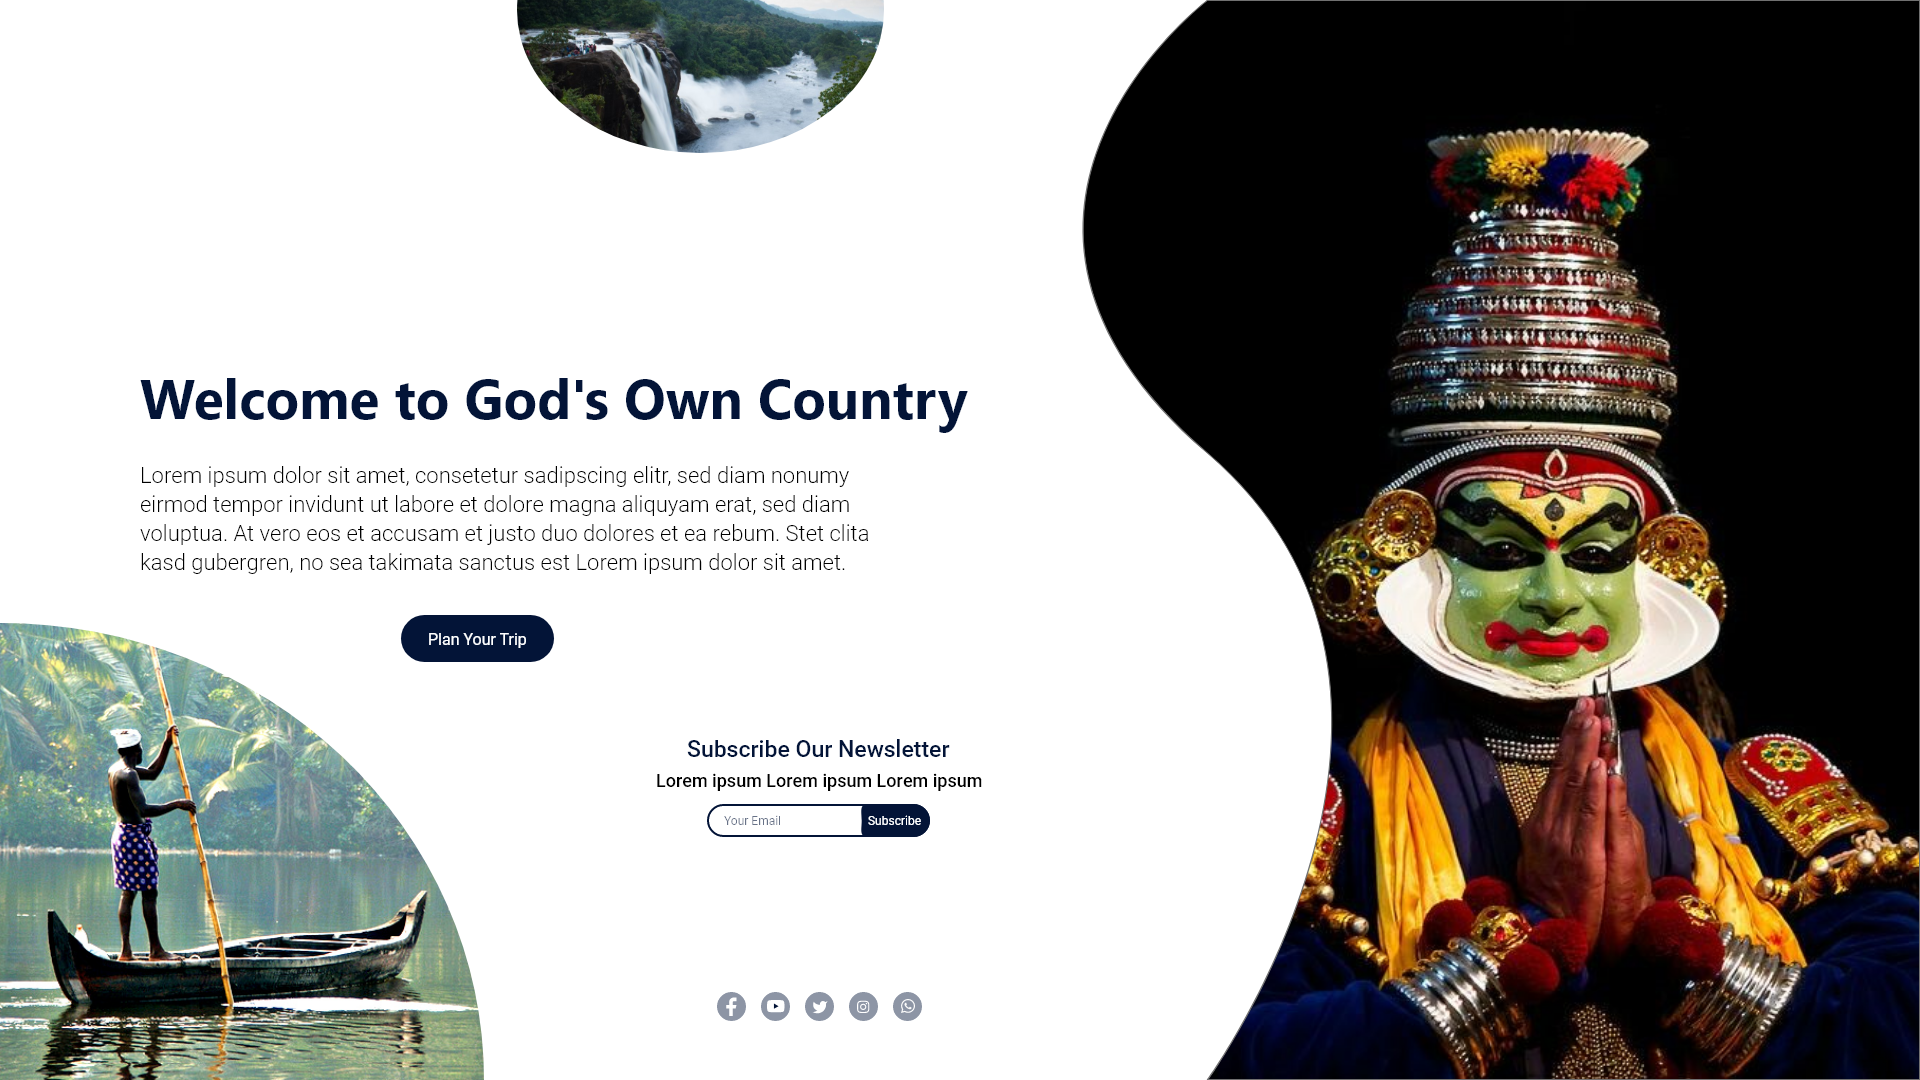 Welcome to God's Own Country
Lorem ipsum dolor sit amet, consetetur sadipscing elitr, sed diam nonumy
eirmod tempor invidunt ut labore et dolore magna aliquyam erat, sed diam
voluptua. At vero eos et accusam et justo duo dolores et ea rebum. Stet clita
kasd gubergren, no sea takimata sanctus est Lorem ipsum dolor sit amet.
Plan Your Trip
Subscribe Our Newsletter
Lorem ipsum Lorem ipsum Lorem ipsum
Your Email Subscribe